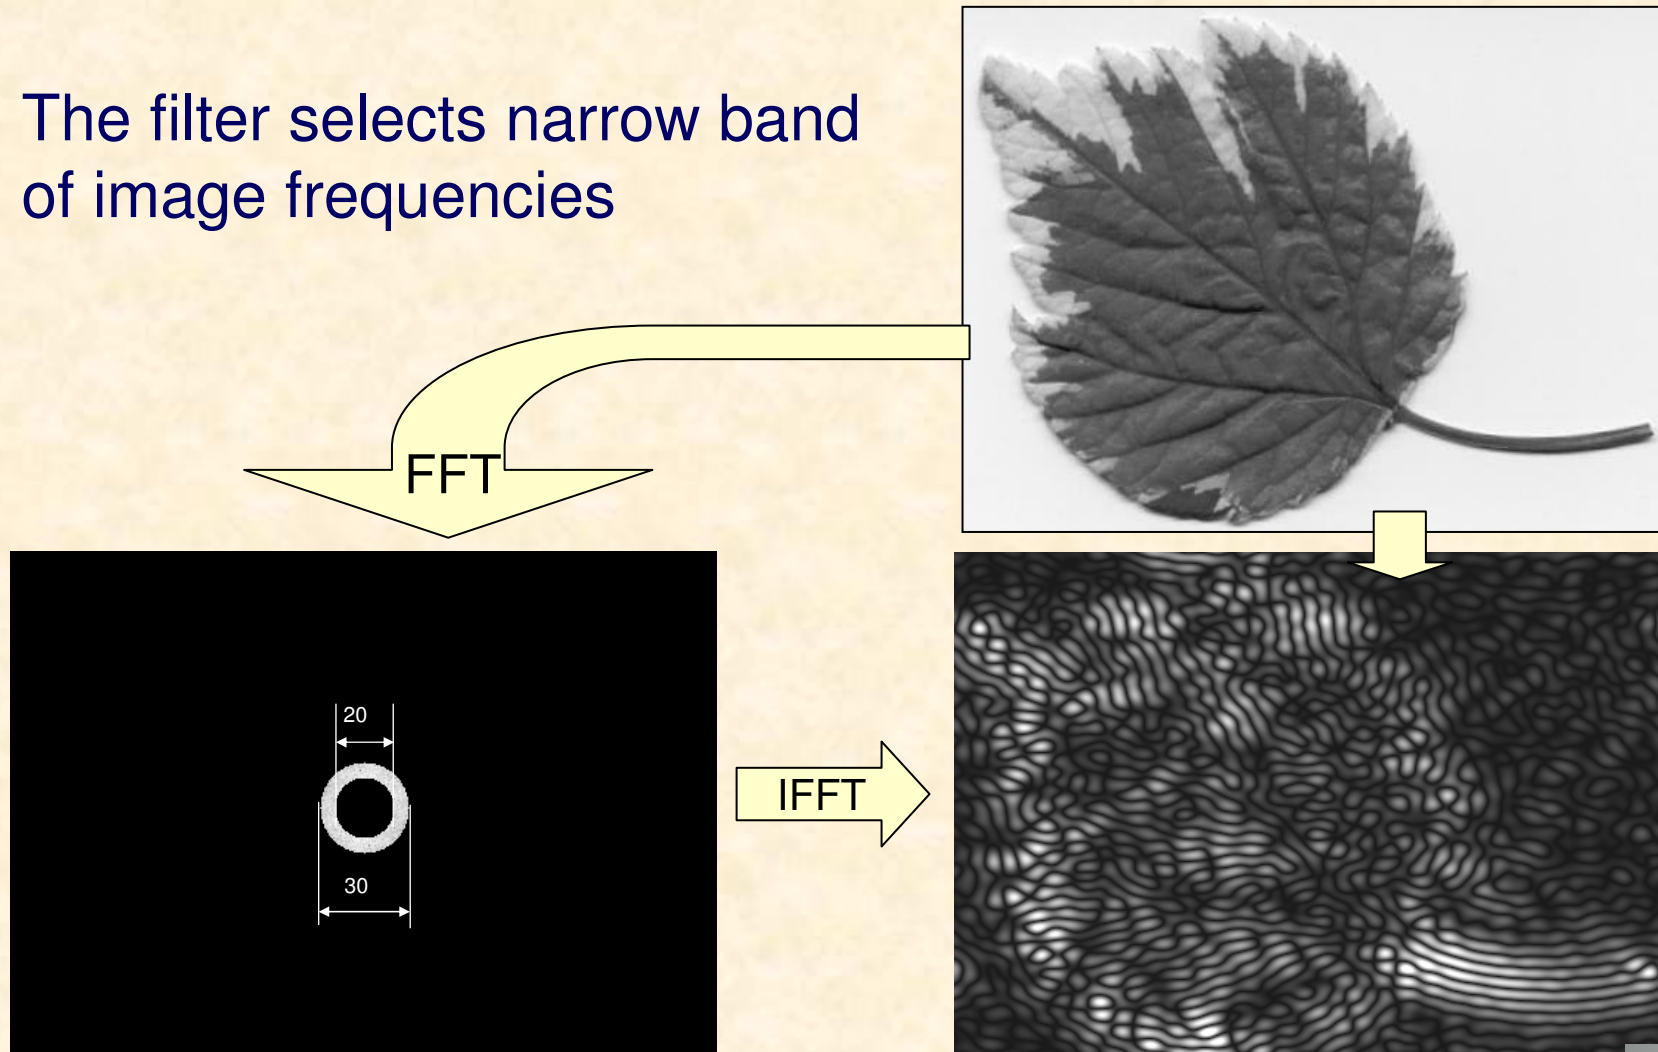 The filter selects narrow band
of image frequencies
FFT
20
30
IFFT